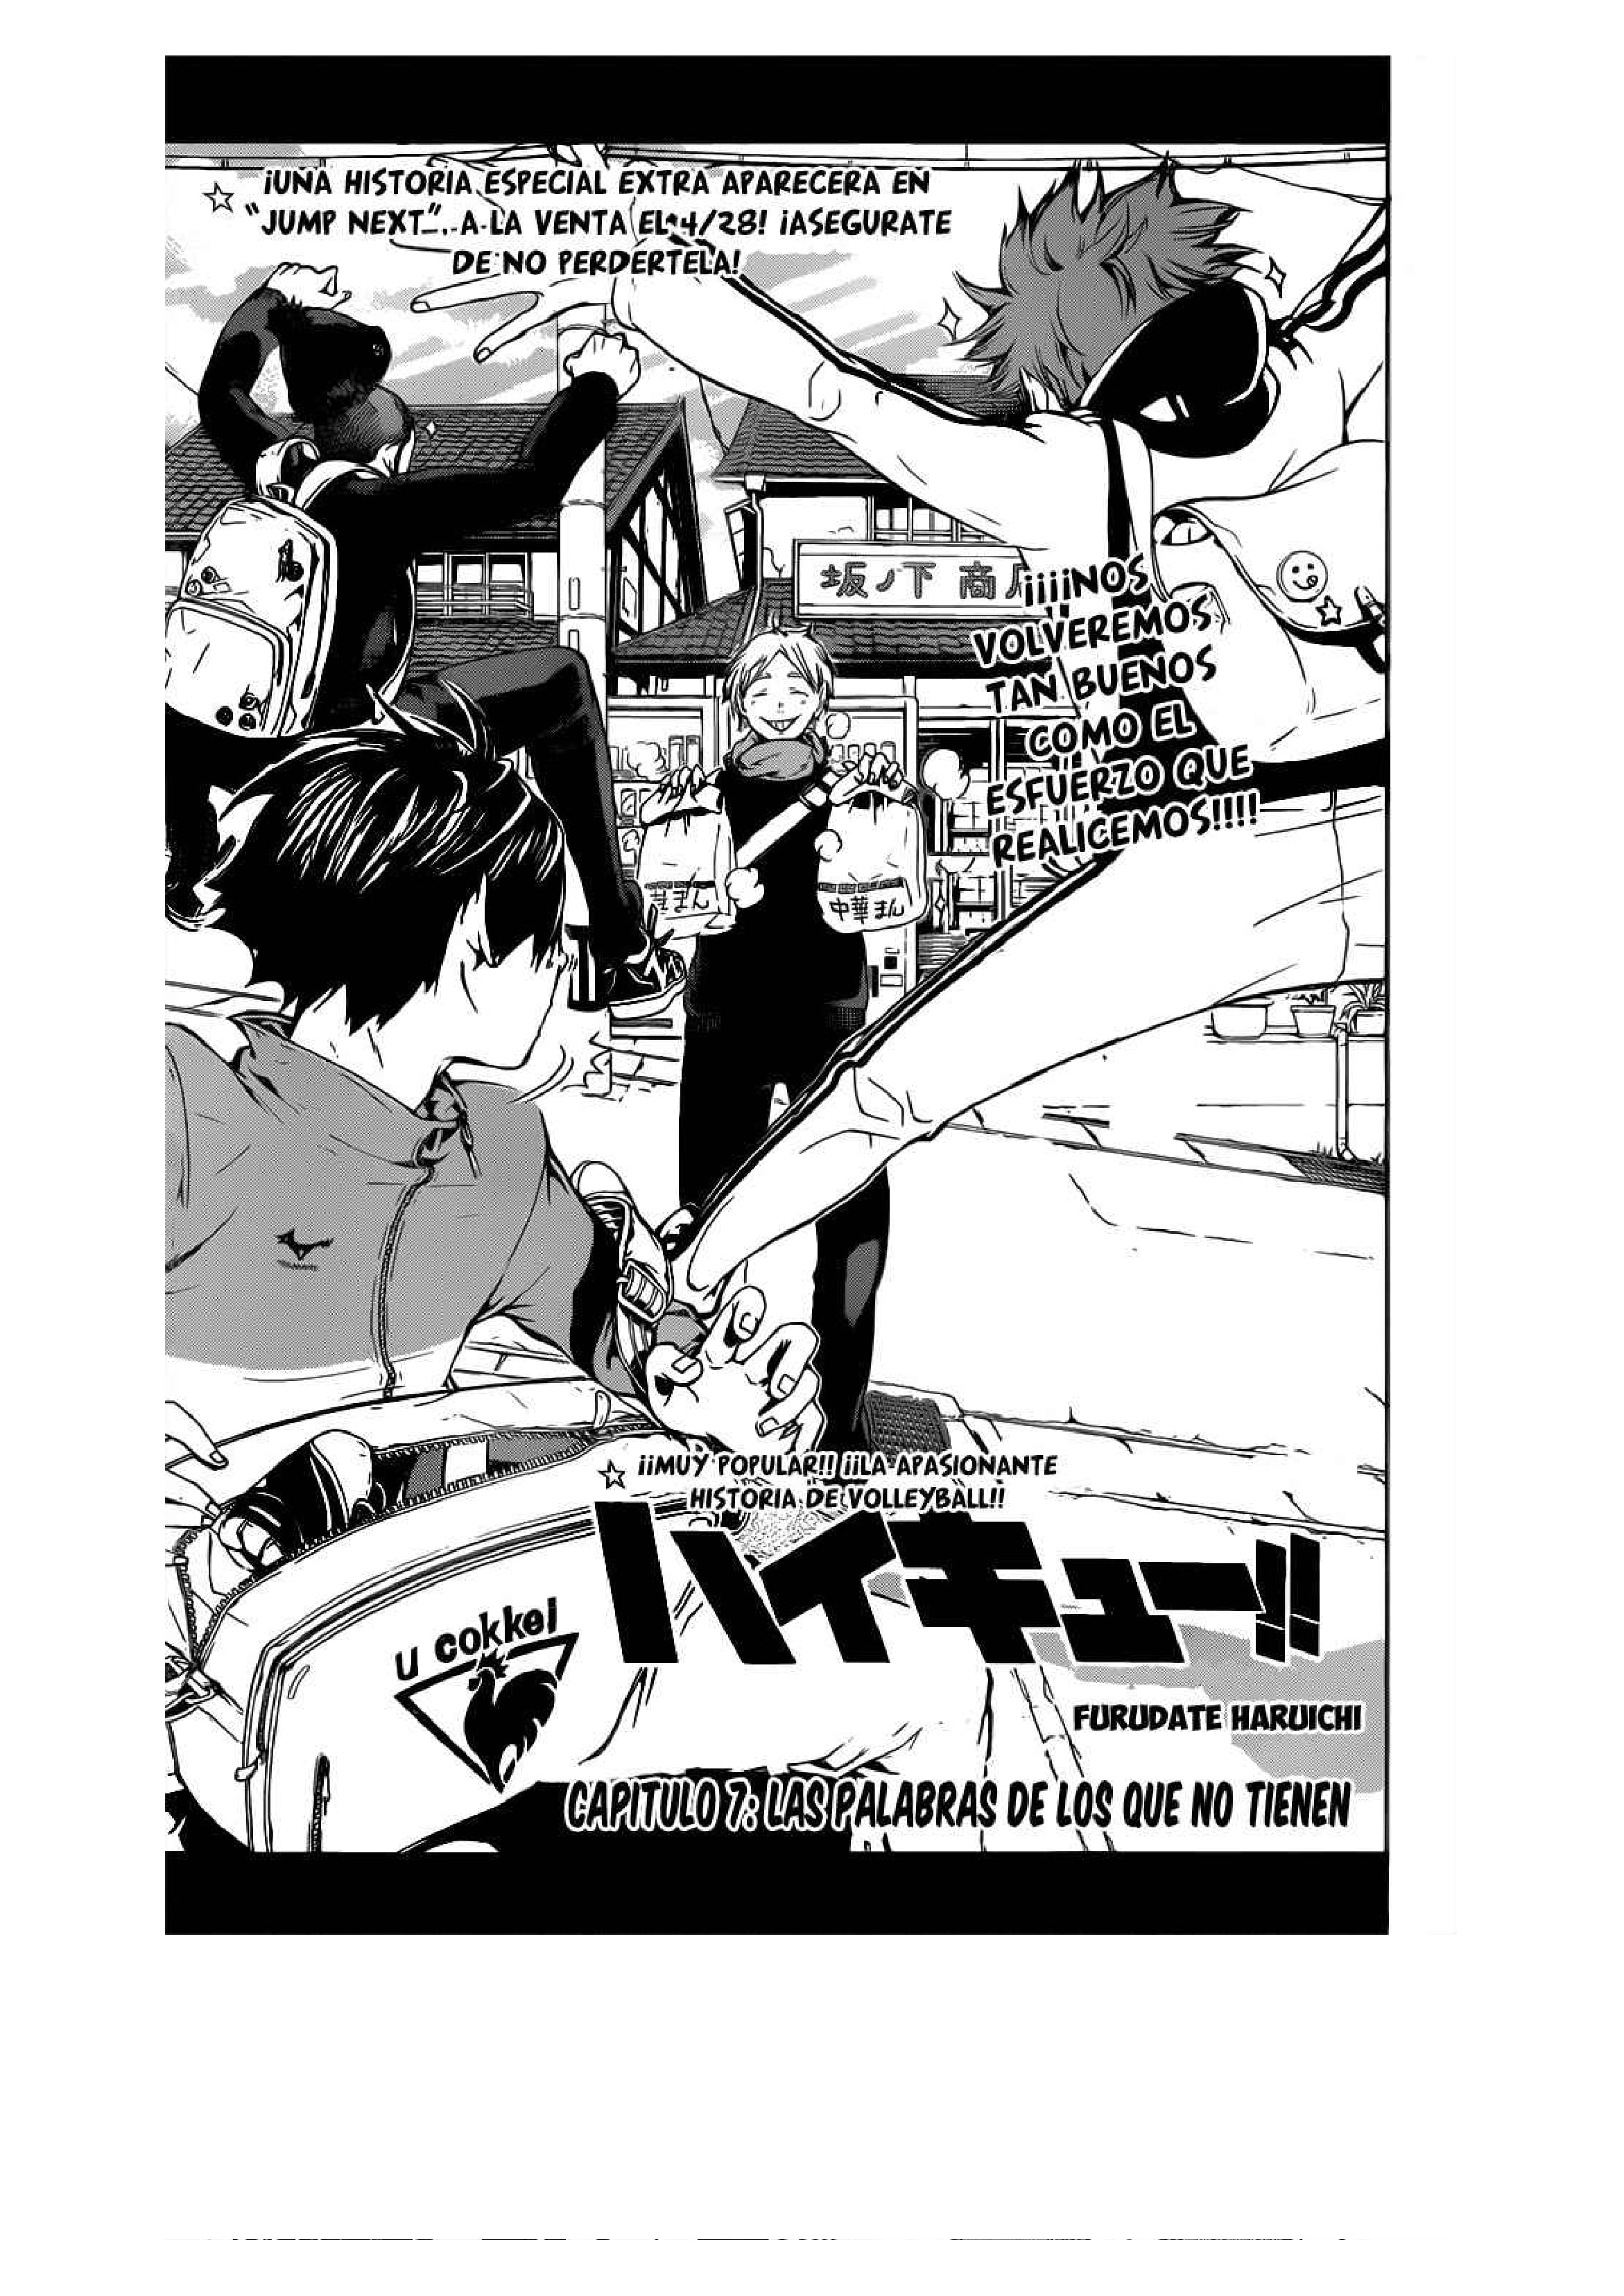 ¡UNA HISTORIA ESPECIAL EXTRA APARECERA EN
"JUMP NEXT", A LA VENTA EL 4/28! ¡ASEGURATE
DE NO PERDERTELA!
坂ノ下 商
¡¡¡¡NOS
VOLVEREMOS
TAN BUENOS
COMO EL
ESFUERZO QUE
REALICEMOS!!!!
華まん
中華まん
¡¡MUY POPULAR!! ¡¡LA APASIONANTE
HISTORIA DE VOLLEYBALL!!
ハイキュー!!
u cokkei
FURUDATE HARUICHI
CAPITULO 7: LAS PALABRAS DE LOS QUE NO TIENEN